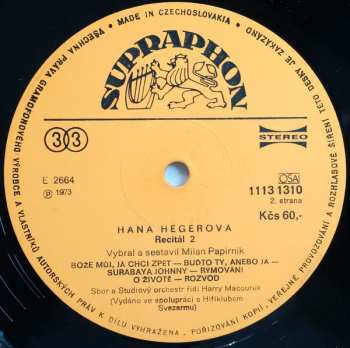 VŠECHNA PRÁVA GRAMOFONOVÉHO VÝROBCE A VLASTNÍKŮ AUTORSKÝCH PRÁV K DÍLU VYHRAŽENA. POŘIZOVÁNÍ KOPIÍ, VEŘEJNÉ PROVOZOVÁNÍ A ROZHLASOVÉ ŠÍŘENÍ TÉTO DESKY JE ZAKÁZÁNO
• MADE IN CZECHOSLOVAKIA •
SUPRAPHON
33
STEREO
E 2664
Ⓟ 1973
OSA
1113 1310
2. strana
Kčs 60,-
HANA HEGEROVÁ
Recitál 2
Vybral a sestavil Milan Papírník
BOŽE MŮJ, JÁ CHCI ZPĚT — BUĎTO TY, ANEBO JÁ —
SURABAYA JOHNNY — RÝMOVÁNÍ
O ŽIVOTĚ — ROZVOD
Sbor a Studiový orchestr řídí Harry Macourek
(Vydáno ve spolupráci s Hifiklubem
Svazarmu)